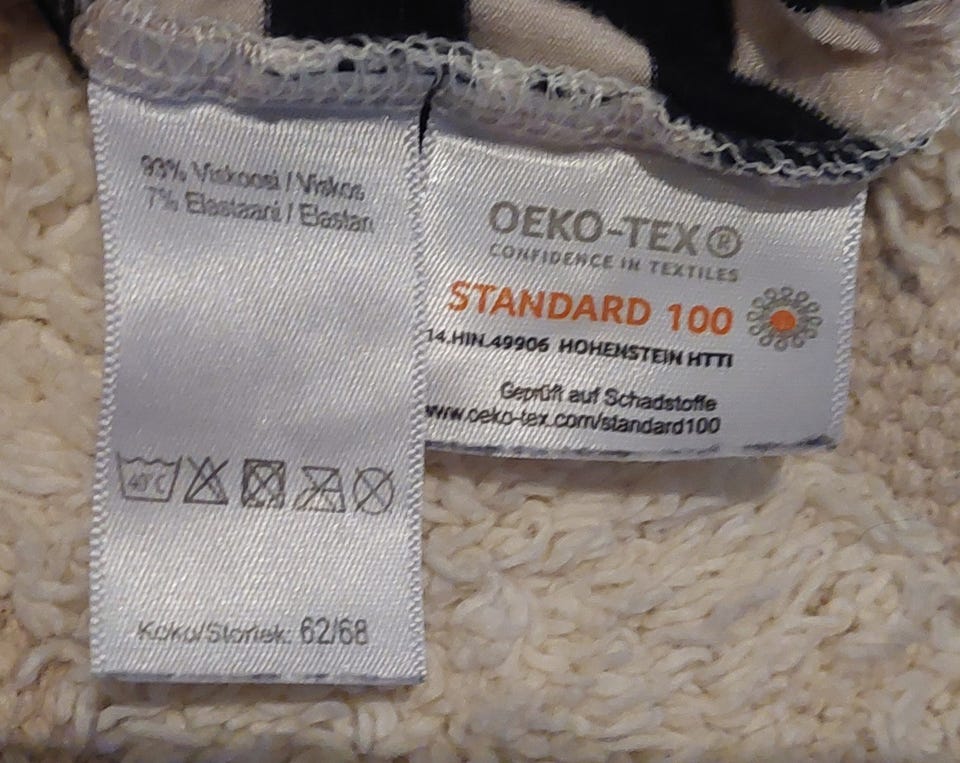 93% Viskoosi / Viskos
7% Elastaani / Elastan
40°C
Koko/Storlek: 62/68
OEKO-TEX®
CONFIDENCE IN TEXTILES
STANDARD 100
14.HIN.49906 HOHENSTEIN HTTI
Geprüft auf Schadstoffe
www.oeko-tex.com/standard100